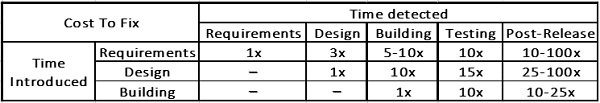 Cost To Fix
Time detected
Requirements Design Building Testing Post-Release
Time Introduced
Requirements 1x 3x 5-10x 10x 10-100x
Design – 1x 10x 15x 25-100x
Building – – 1x 10x 10-25x